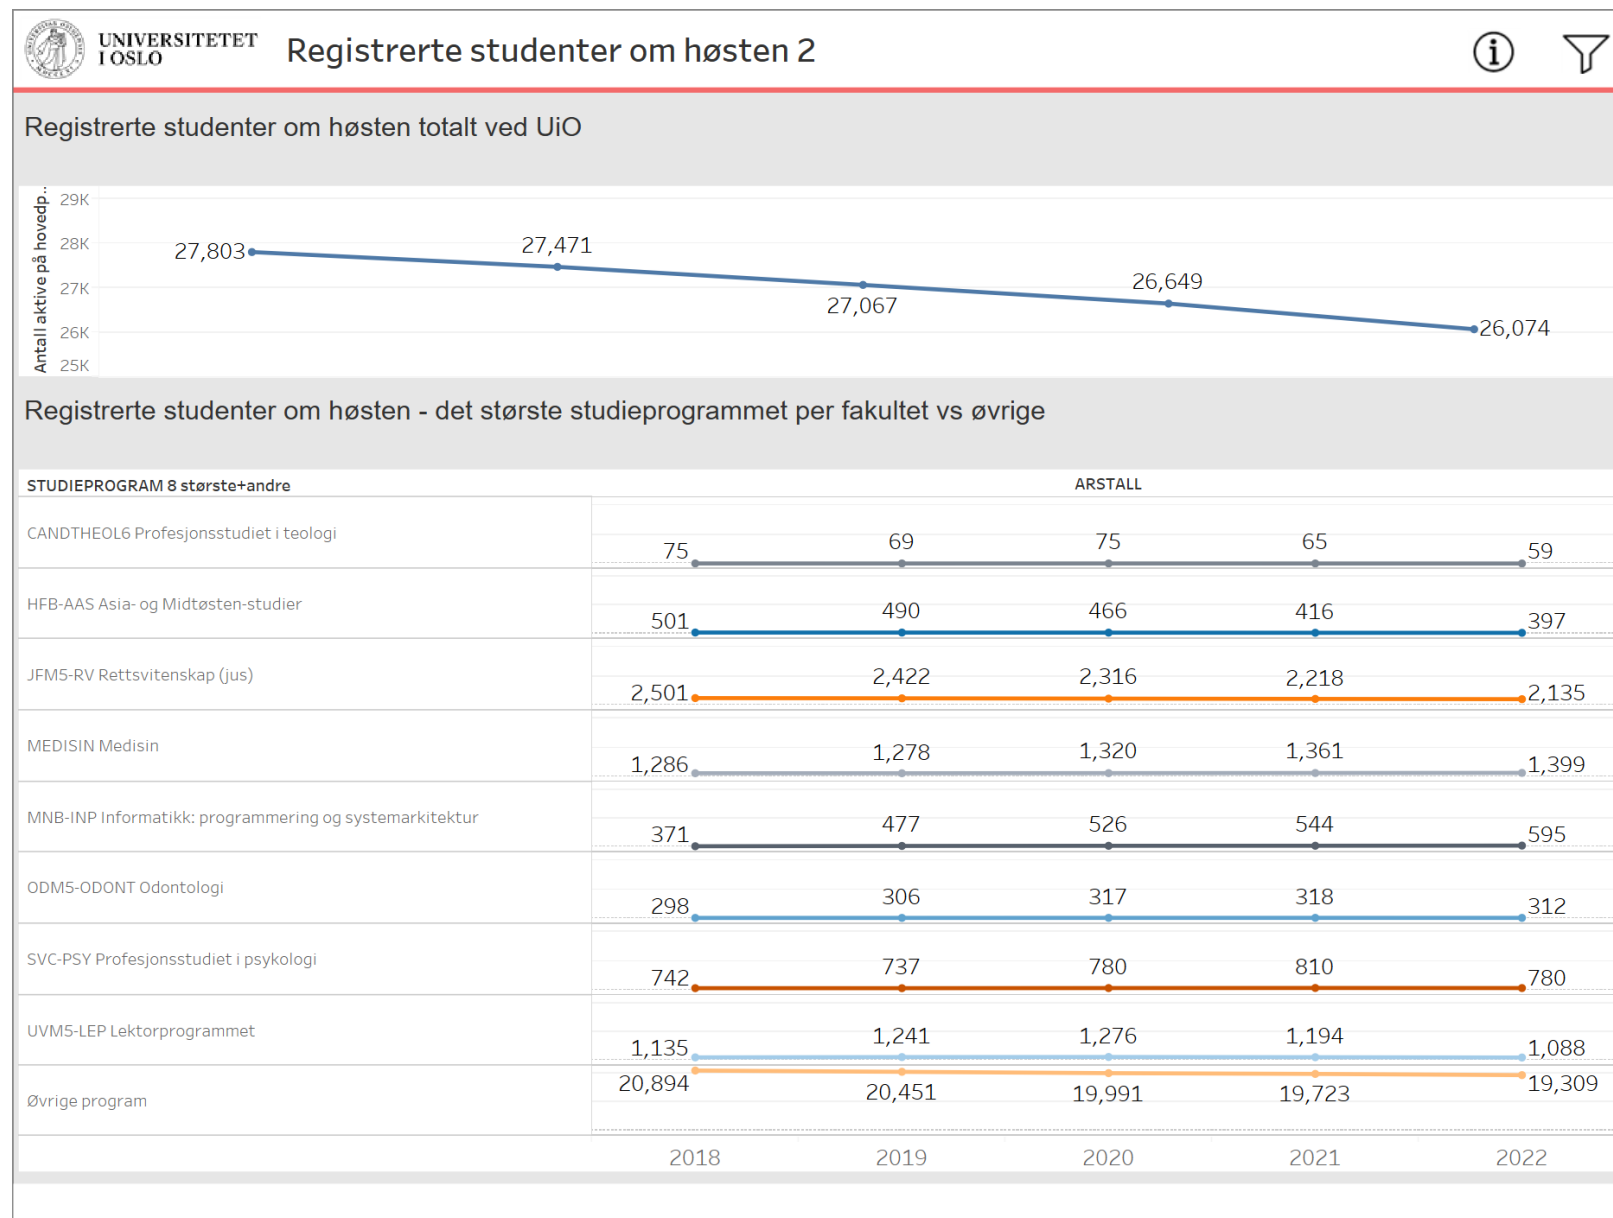 UNIVERSITETET
I OSLO
Registrerte studenter om høsten 2
Registrerte studenter om høsten totalt ved UiO
Antall aktive på hovedp..
29K
28K
27K
26K
25K
27,803
27,471
27,067
26,649
26,074
Registrerte studenter om høsten - det største studieprogrammet per fakultet vs øvrige
STUDIEPROGRAM 8 største+andre ARSTALL
CANDTHEOL6 Profesjonsstudiet i teologi 75 69 75 65 59
HFB-AAS Asia- og Midtøsten-studier 501 490 466 416 397
JFM5-RV Rettsvitenskap (jus) 2,501 2,422 2,316 2,218 2,135
MEDISIN Medisin 1,286 1,278 1,320 1,361 1,399
MNB-INP Informatikk: programmering og systemarkitektur 371 477 526 544 595
ODM5-ODONT Odontologi 298 306 317 318 312
SVC-PSY Profesjonsstudiet i psykologi 742 737 780 810 780
UVM5-LEP Lektorprogrammet 1,135 1,241 1,276 1,194 1,088
Øvrige program 20,894 20,451 19,991 19,723 19,309
2018 2019 2020 2021 2022